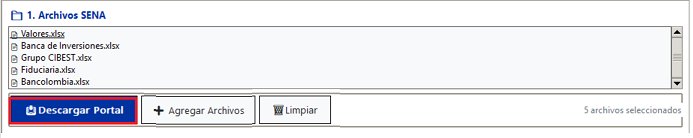 1. Archivos SENA
Valores.xlsx
Banca de Inversiones.xlsx
Grupo CIBEST.xlsx
Fiduciaria.xlsx
Bancolombia.xlsx
Descargar Portal
Agregar Archivos
Limpiar
5 archivos seleccionados